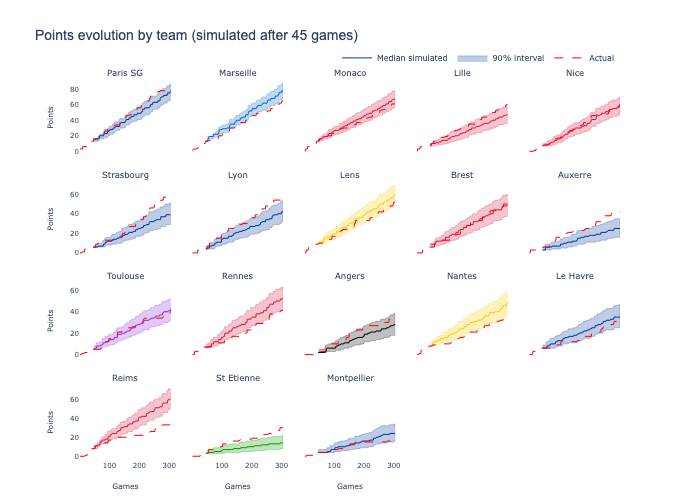 Points evolution by team (simulated after 45 games)
Median simulated 90% interval Actual
Paris SG Marseille Monaco Lille Nice
Points
80
60
40
20
0
Strasbourg Lyon Lens Brest Auxerre
Points
60
40
20
0
Toulouse Rennes Angers Nantes Le Havre
Points
60
40
20
0
Reims St Etienne Montpellier
Points
60
40
20
0
100 200 300 100 200 300 100 200 300
Games Games Games